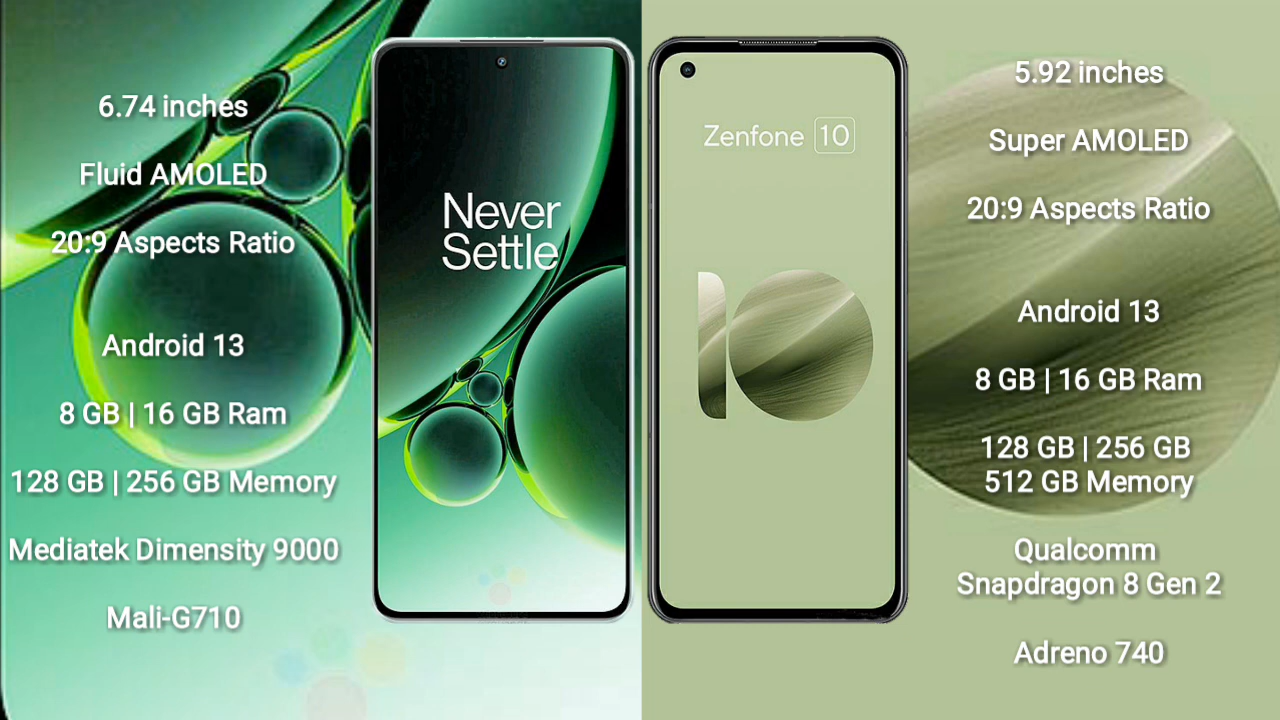 6.74 inches
Fluid AMOLED
20:9 Aspects Ratio
Android 13
8 GB | 16 GB Ram
128 GB | 256 GB Memory
Mediatek Dimensity 9000
Mali-G710
Never
Settle
Zenfone 10
10
5.92 inches
Super AMOLED
20:9 Aspects Ratio
Android 13
8 GB | 16 GB Ram
128 GB | 256 GB
512 GB Memory
Qualcomm
Snapdragon 8 Gen 2
Adreno 740